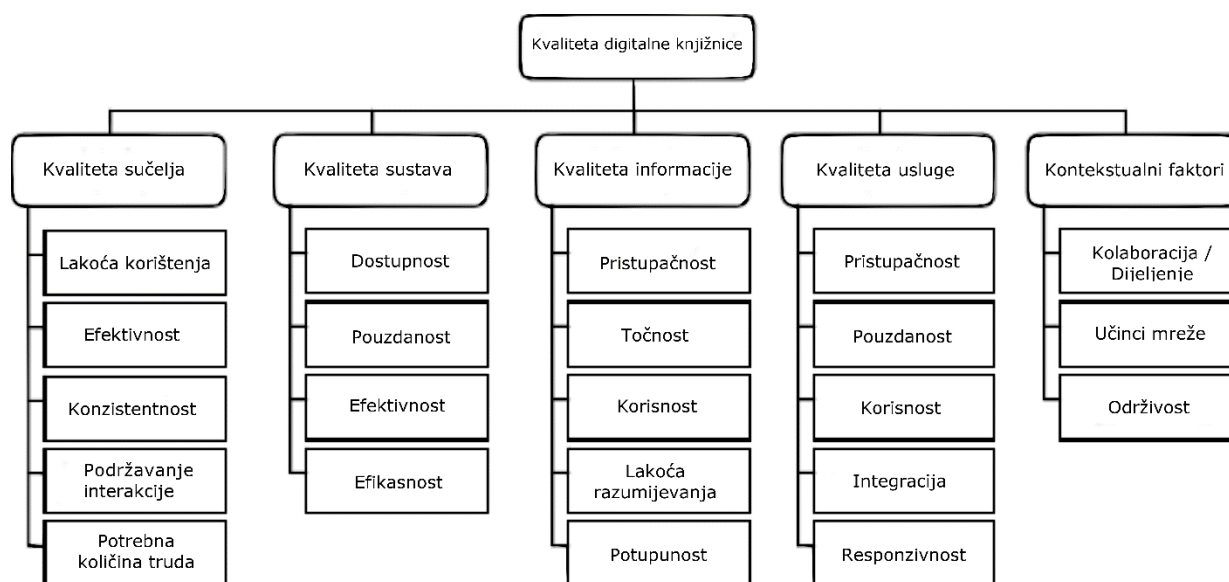 Kvaliteta digitalne knjižnice
Kvaliteta sučelja
Lakoća korištenja
Efektivnost
Konzistentnost
Podržavanje
interakcije
Potrebna
količina truda
Kvaliteta sustava
Dostupnost
Pouzdanost
Efektivnost
Efikasnost
Kvaliteta informacije
Pristupačnost
Točnost
Korisnost
Lakoća
razumijevanja
Potupunost
Kvaliteta usluge
Pristupačnost
Pouzdanost
Korisnost
Integracija
Responzivnost
Kontekstualni faktori
Kolaboracija /
Dijeljenje
Učinci mreže
Održivost